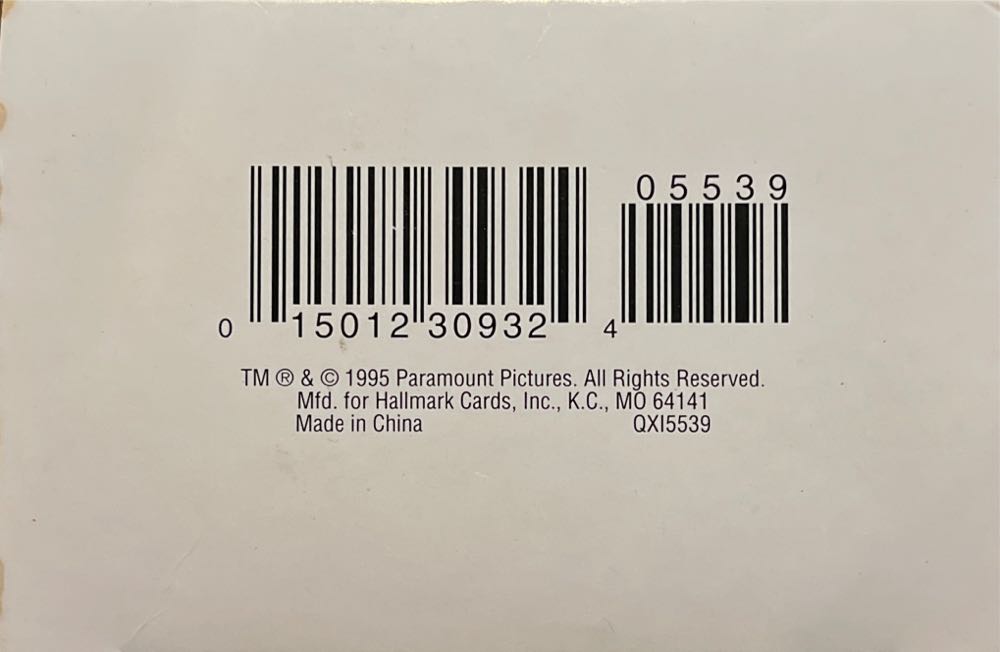 05539
0 15012 30932 4
TM ® & © 1995 Paramount Pictures. All Rights Reserved.
Mfd. for Hallmark Cards, Inc., K.C., MO 64141
Made in China QXI5539